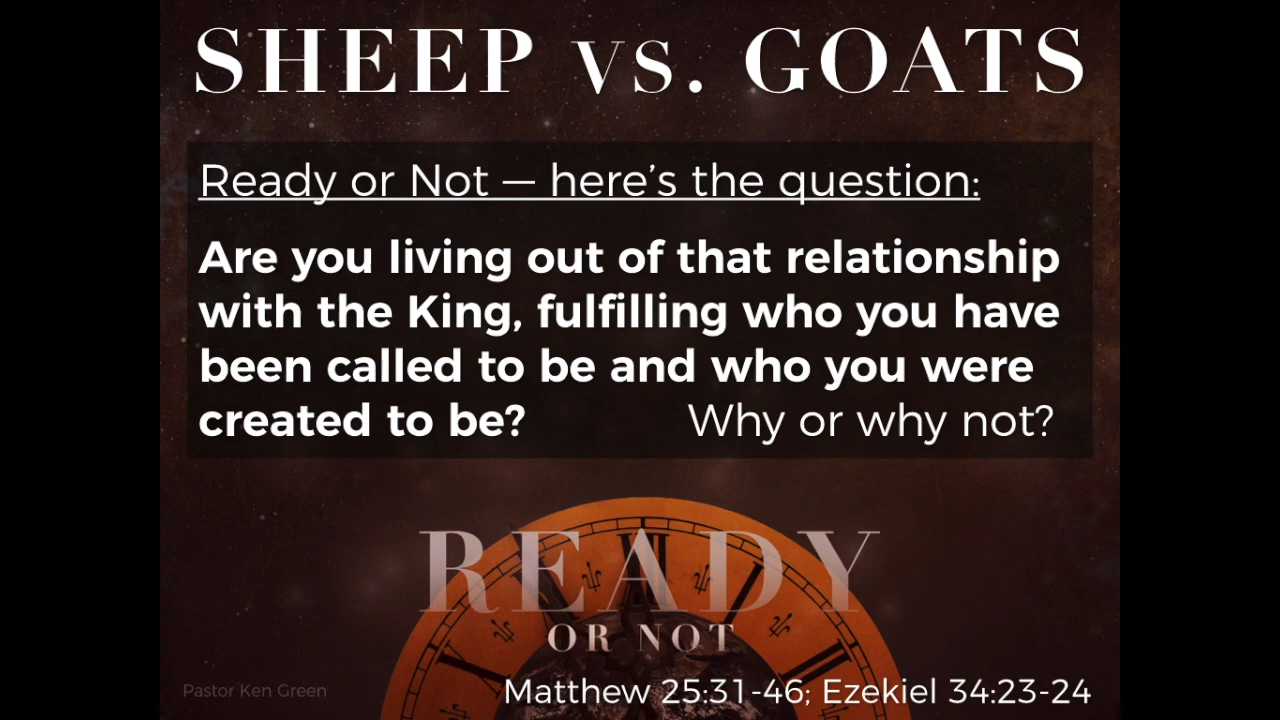 SHEEP VS. GOATS
Ready or Not — here’s the question:
Are you living out of that relationship
with the King, fulfilling who you have
been called to be and who you were
created to be? Why or why not?
READY
OR NOT
Pastor Ken Green
Matthew 25:31-46; Ezekiel 34:23-24